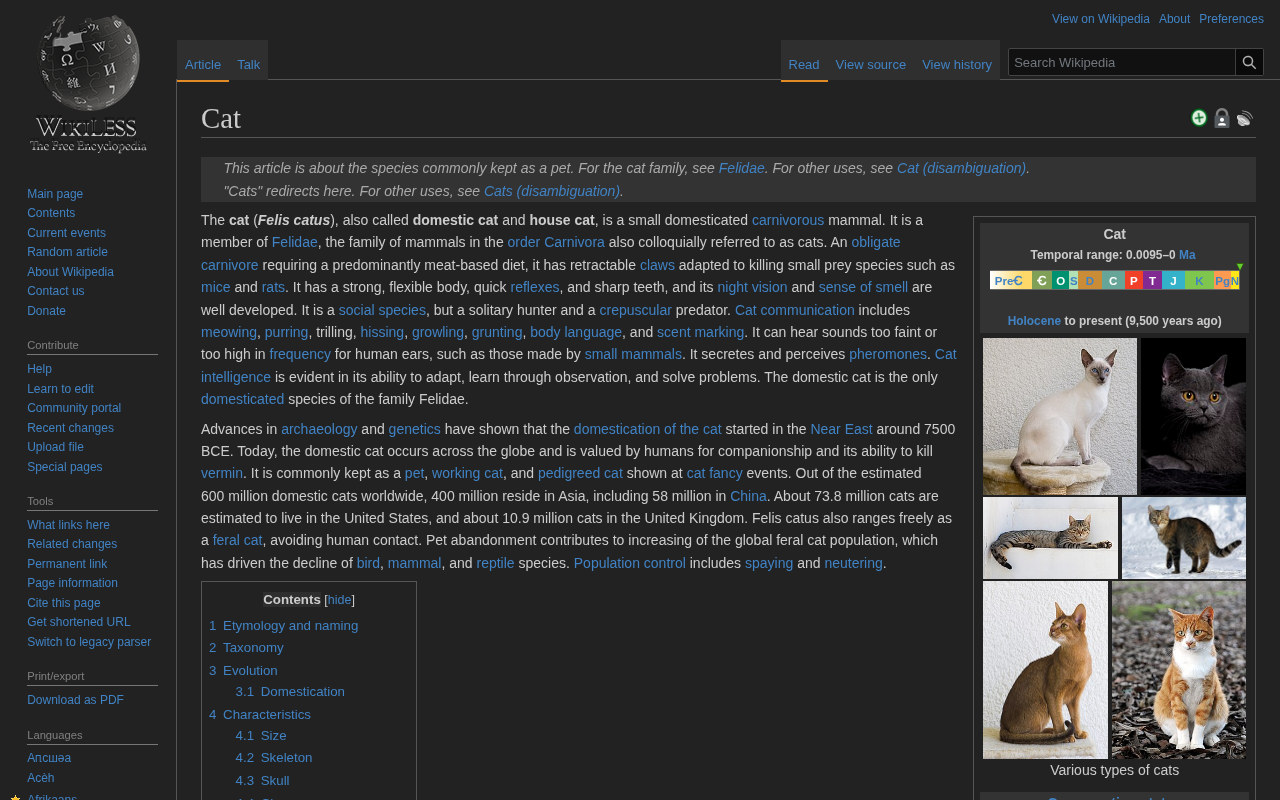 View on Wikipedia About Preferences
Article Talk
Read View source View history
Search Wikipedia
WIKILESS
The Free Encyclopedia
Main page
Contents
Current events
Random article
About Wikipedia
Contact us
Donate
Contribute
Help
Learn to edit
Community portal
Recent changes
Upload file
Special pages
Tools
What links here
Related changes
Permanent link
Page information
Cite this page
Get shortened URL
Switch to legacy parser
Print/export
Download as PDF
Languages
Аԥсшәа
Acèh
Afrikaans
Cat
This article is about the species commonly kept as a pet. For the cat family, see Felidae. For other uses, see Cat (disambiguation).
"Cats" redirects here. For other uses, see Cats (disambiguation).
The cat (Felis catus), also called domestic cat and house cat, is a small domesticated carnivorous mammal. It is a
member of Felidae, the family of mammals in the order Carnivora also colloquially referred to as cats. An obligate
carnivore requiring a predominantly meat-based diet, it has retractable claws adapted to killing small prey species such as
mice and rats. It has a strong, flexible body, quick reflexes, and sharp teeth, and its night vision and sense of smell are
well developed. It is a social species, but a solitary hunter and a crepuscular predator. Cat communication includes
meowing, purring, trilling, hissing, growling, grunting, body language, and scent marking. It can hear sounds too faint or
too high in frequency for human ears, such as those made by small mammals. It secretes and perceives pheromones. Cat
intelligence is evident in its ability to adapt, learn through observation, and solve problems. The domestic cat is the only
domesticated species of the family Felidae.
Advances in archaeology and genetics have shown that the domestication of the cat started in the Near East around 7500
BCE. Today, the domestic cat occurs across the globe and is valued by humans for companionship and its ability to kill
vermin. It is commonly kept as a pet, working cat, and pedigreed cat shown at cat fancy events. Out of the estimated
600 million domestic cats worldwide, 400 million reside in Asia, including 58 million in China. About 73.8 million cats are
estimated to live in the United States, and about 10.9 million cats in the United Kingdom. Felis catus also ranges freely as
a feral cat, avoiding human contact. Pet abandonment contributes to increasing of the global feral cat population, which
has driven the decline of bird, mammal, and reptile species. Population control includes spaying and neutering.
Contents [hide]
1 Etymology and naming
2 Taxonomy
3 Evolution
3.1 Domestication
4 Characteristics
4.1 Size
4.2 Skeleton
4.3 Skull
Cat
Temporal range: 0.0095–0 Ma
PreꞒ Ꞓ O S D C P T J K Pg N
Holocene to present (9,500 years ago)
Various types of cats